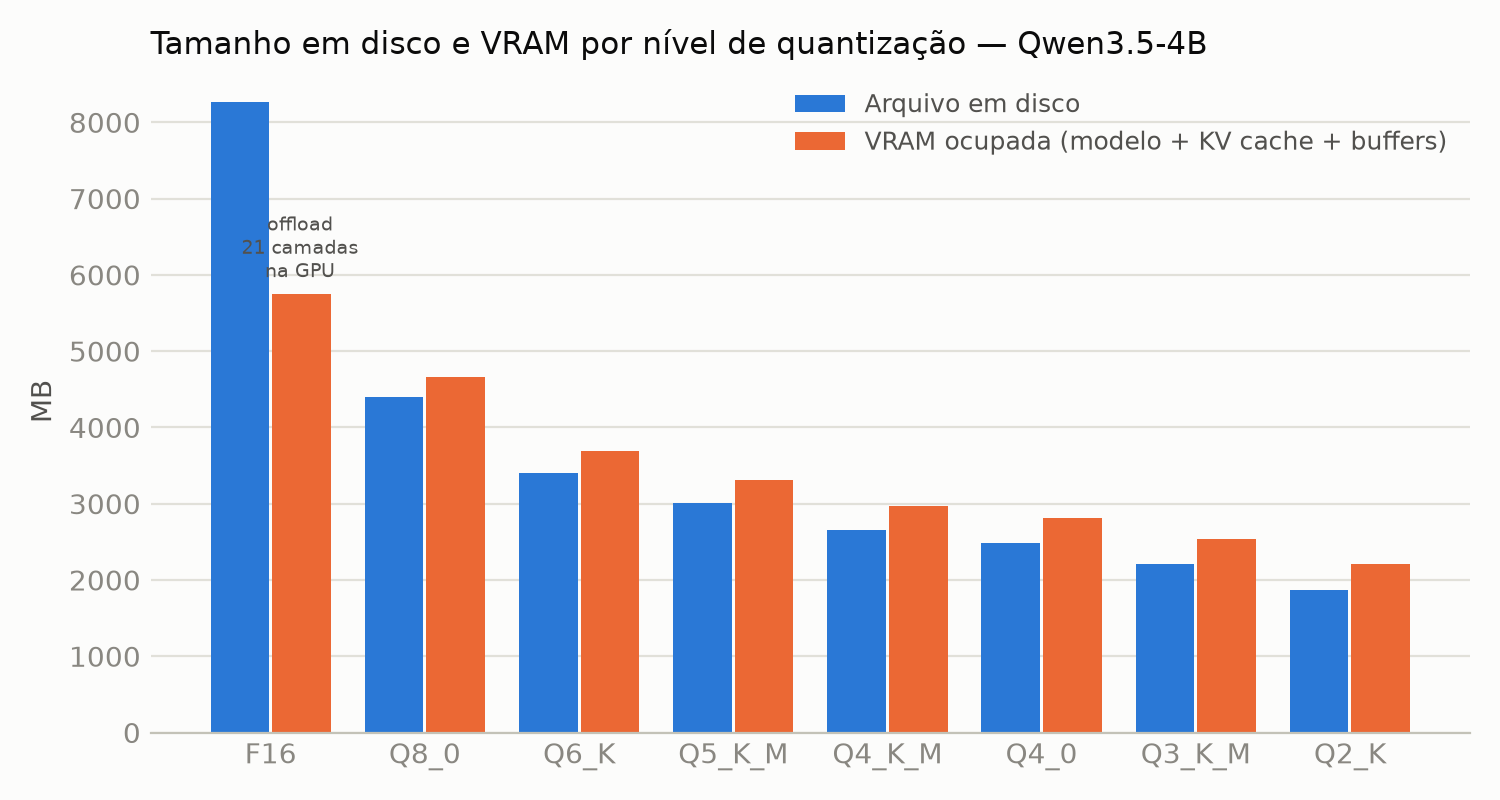 Tamanho em disco e VRAM por nível de quantização — Qwen3.5-4B
Arquivo em disco
VRAM ocupada (modelo + KV cache + buffers)
8000
7000
offload
21 camadas
na GPU
6000
5000
MB
4000
3000
2000
1000
0
F16
Q8_0
Q6_K
Q5_K_M
Q4_K_M
Q4_0
Q3_K_M
Q2_K